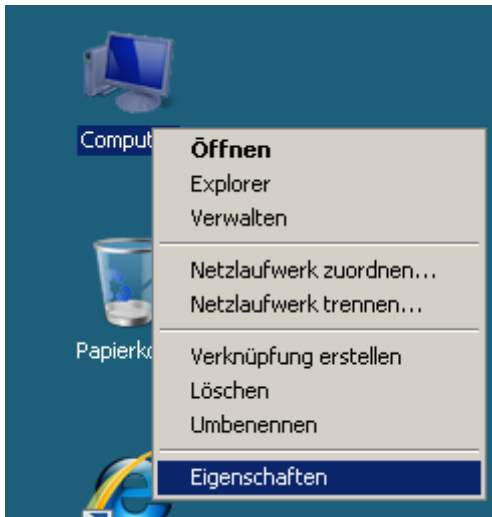 Comput
Öffnen
Explorer
Verwalten
Netzlaufwerk zuordnen...
Netzlaufwerk trennen...
Papierko
Verknüpfung erstellen
Löschen
Umbenennen
Eigenschaften